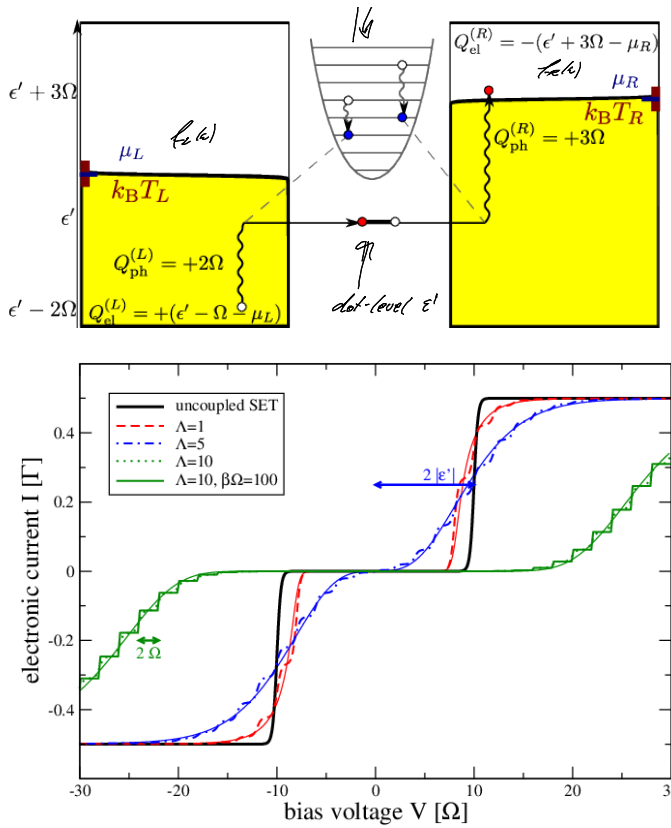 Q_el^(R) = −(ϵ′ + 3Ω − μ_R)
ϵ′ + 3Ω
μ_R
μ_L
k_B T_R
Q_ph^(R) = +3Ω
k_B T_L
ϵ′
Q_ph^(L) = +2Ω
ϵ′ − 2Ω
Q_el^(L) = +(ϵ′ − Ω − μ_L)
dot-level ε'
uncoupled SET
Λ=1
Λ=5
Λ=10
Λ=10, βΩ=100
2 |ε'|
2 Ω
electronic current I [Γ]
0.4
0.2
0
-0.2
-0.4
-30 -20 -10 0 10 20 30
bias voltage V [Ω]